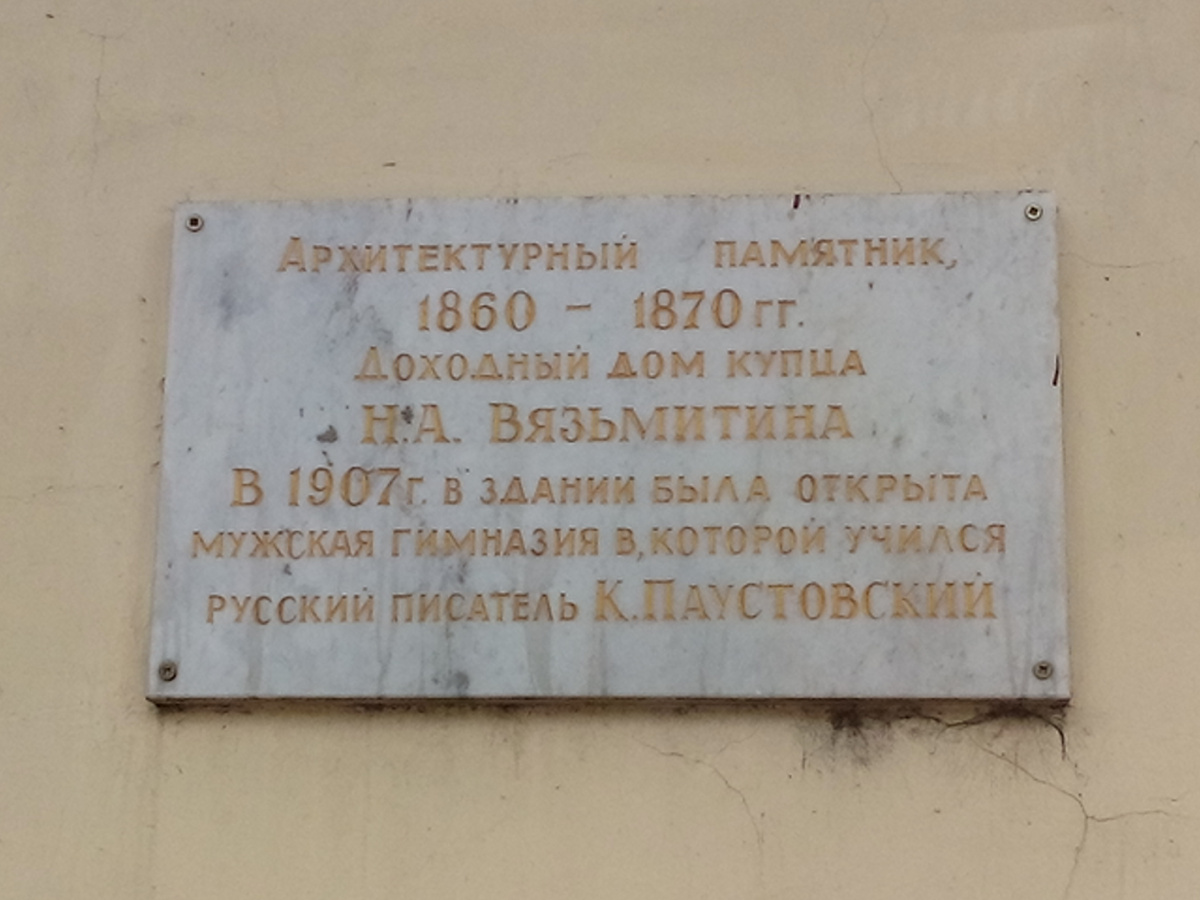 Архитектурный памятник,
1860 – 1870 гг.
Доходный дом купца
Н.А. Вязьмитина
В 1907г. в здании была открыта
мужская гимназия в, которой учился
русский писатель К.Паустовский